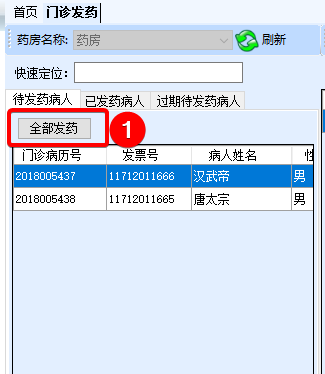 首页 门诊发药
药房名称: 药房 刷新
快速定位:
待发药病人 已发药病人 过期待发药病人
全部发药 1
门诊病历号 发票号 病人姓名
2018005437 11712011666 汉武帝 男
2018005438 11712011665 唐太宗 男